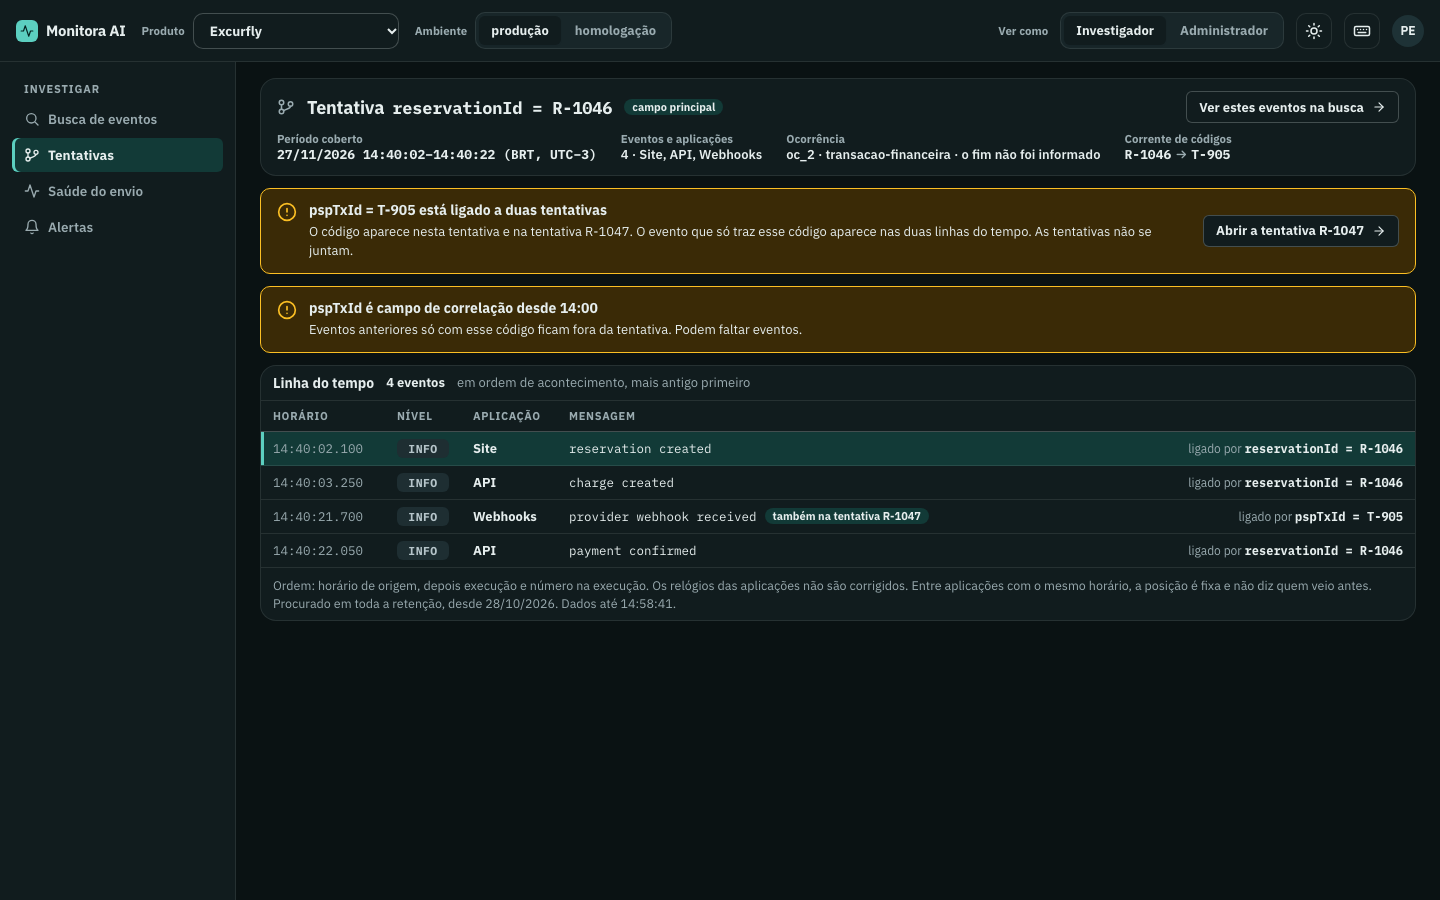 Monitora AI
Produto
Excurfly
Ambiente
produção
homologação
Ver como
Investigador
Administrador
PE
INVESTIGAR
Busca de eventos
Tentativas
Saúde do envio
Alertas
Tentativa reservationId = R-1046
campo principal
Ver estes eventos na busca →
Período coberto
27/11/2026 14:40:02–14:40:22 (BRT, UTC−3)
Eventos e aplicações
4 · Site, API, Webhooks
Ocorrência
oc_2 · transacao-financeira · o fim não foi informado
Corrente de códigos
R-1046 → T-905
pspTxId = T-905 está ligado a duas tentativas
O código aparece nesta tentativa e na tentativa R-1047. O evento que só traz esse código aparece nas duas linhas do tempo. As tentativas não se
juntam.
Abrir a tentativa R-1047 →
pspTxId é campo de correlação desde 14:00
Eventos anteriores só com esse código ficam fora da tentativa. Podem faltar eventos.
Linha do tempo 4 eventos em ordem de acontecimento, mais antigo primeiro
HORÁRIO NÍVEL APLICAÇÃO MENSAGEM
14:40:02.100 INFO Site reservation created ligado por reservationId = R-1046
14:40:03.250 INFO API charge created ligado por reservationId = R-1046
14:40:21.700 INFO Webhooks provider webhook received também na tentativa R-1047 ligado por pspTxId = T-905
14:40:22.050 INFO API payment confirmed ligado por reservationId = R-1046
Ordem: horário de origem, depois execução e número na execução. Os relógios das aplicações não são corrigidos. Entre aplicações com o mesmo horário, a posição é fixa e não diz quem veio antes.
Procurado em toda a retenção, desde 28/10/2026. Dados até 14:58:41.